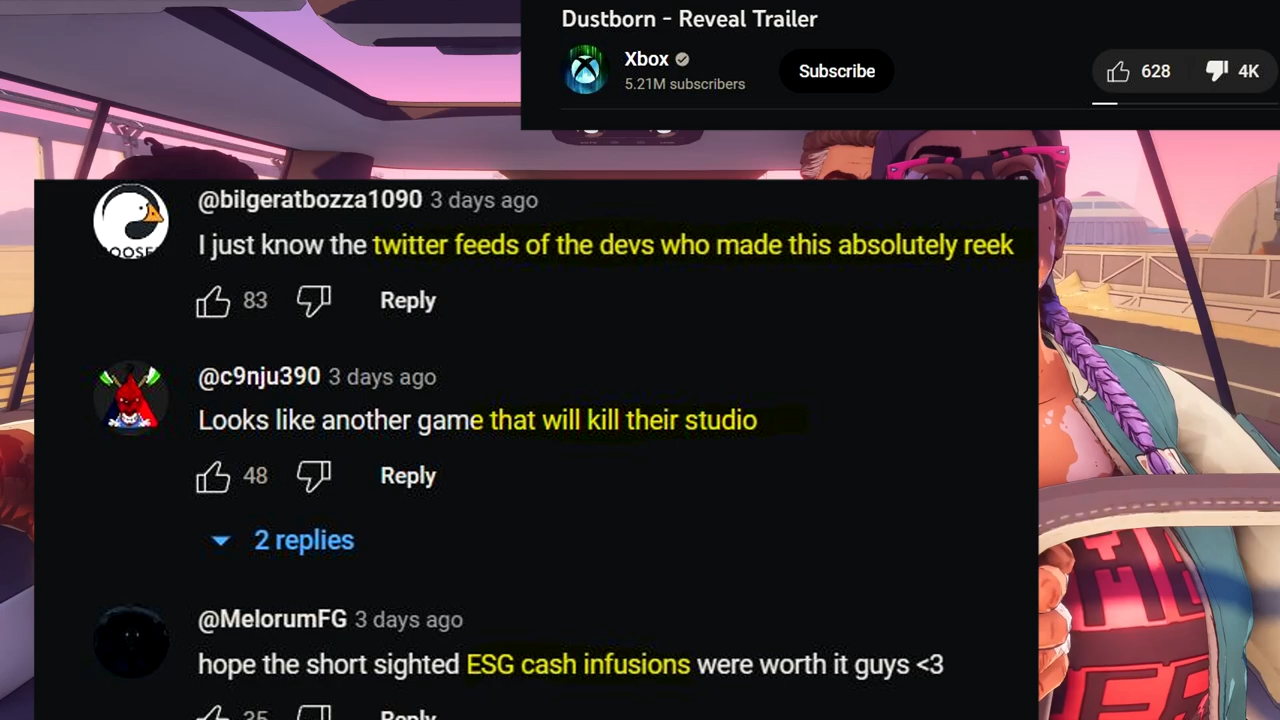 Dustborn - Reveal Trailer
Xbox
5.21M subscribers
Subscribe
628
4K
@bilgeratbozza1090 3 days ago
I just know the twitter feeds of the devs who made this absolutely reek
83
Reply
@c9nju390 3 days ago
Looks like another game that will kill their studio
48
Reply
2 replies
@MelorumFG 3 days ago
hope the short sighted ESG cash infusions were worth it guys <3
35
Reply